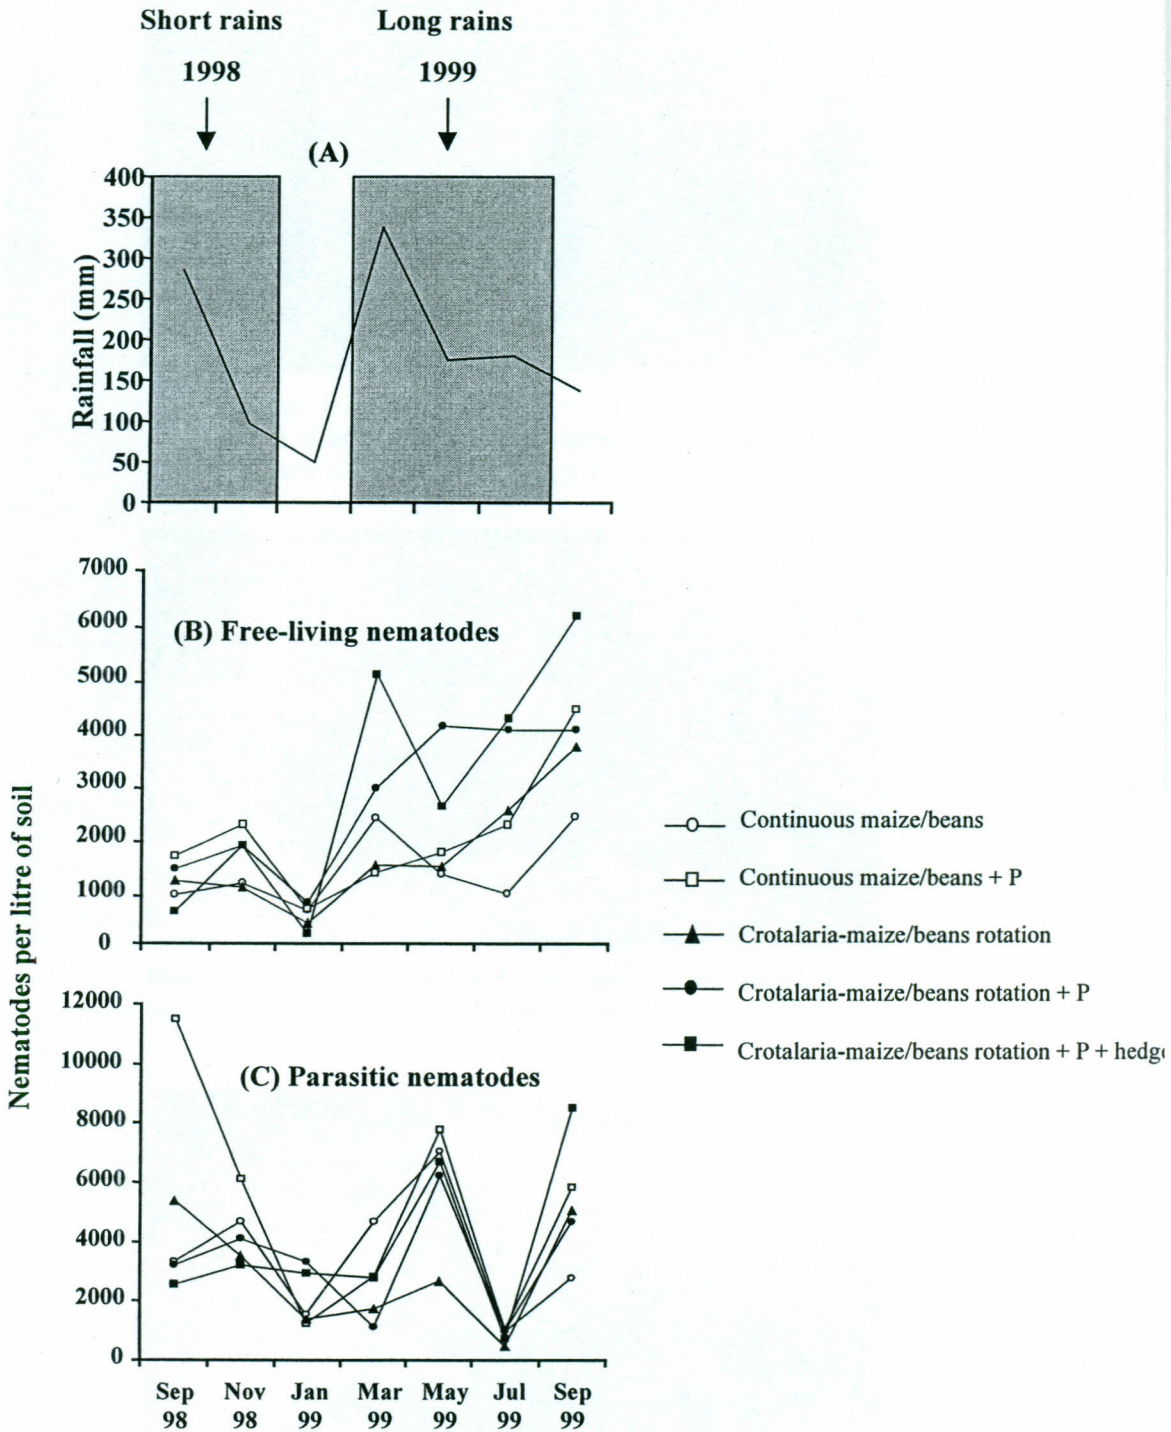 Short rains Long rains
1998 1999
(A)
400
350
300
250
200
150
100
50
0
Rainfall (mm)
7000
6000
5000
4000
3000
2000
1000
0
(B) Free-living nematodes
Nematodes per litre of soil
12000
10000
8000
6000
4000
2000
0
(C) Parasitic nematodes
Sep Nov Jan Mar May Jul Sep
98 98 99 99 99 99 99
Continuous maize/beans
Continuous maize/beans + P
Crotalaria-maize/beans rotation
Crotalaria-maize/beans rotation + P
Crotalaria-maize/beans rotation + P + hedge